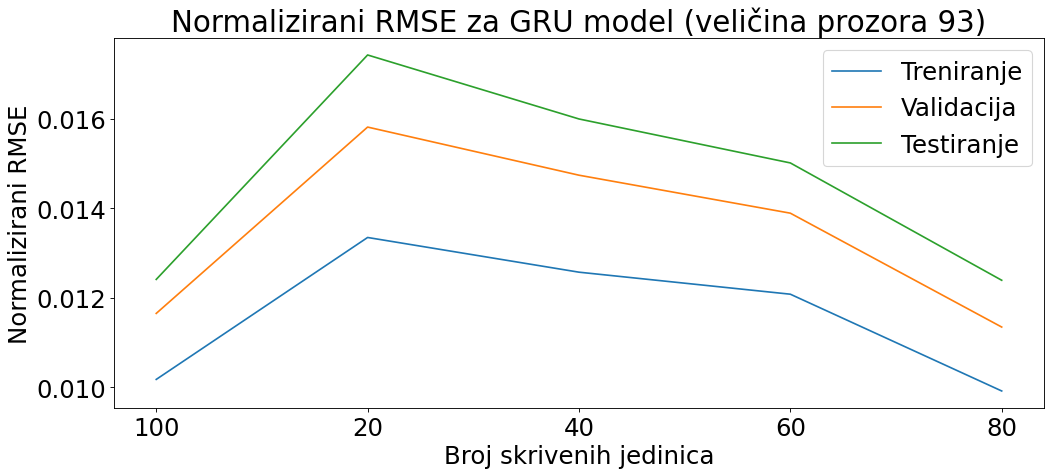 Normalizirani RMSE za GRU model (veličina prozora 93)
Normalizirani RMSE
0.016
0.014
0.012
0.010
Treniranje
Validacija
Testiranje
100 20 40 60 80
Broj skrivenih jedinica